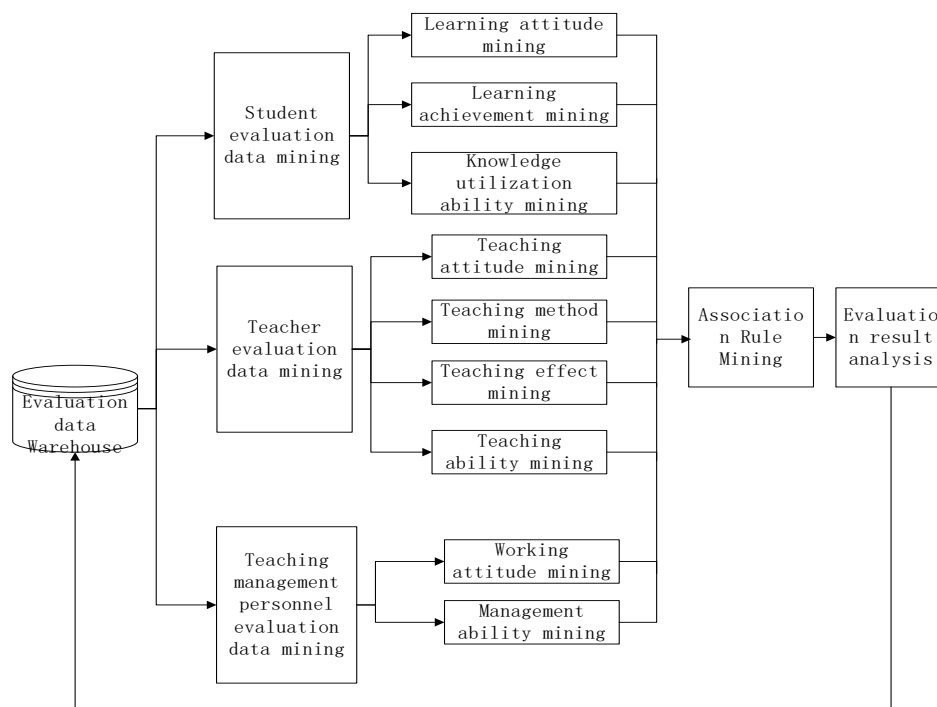 Learning attitude
mining
Student
evaluation
data mining
Learning
achievement mining
Knowledge
utilization
ability mining
Teaching
attitude mining
Teacher
evaluation
data mining
Teaching method
mining
Teaching effect
mining
Teaching
ability mining
Associatio
n Rule
Mining
Evaluatio
n result
analysis
Evaluation
data
Warehouse
Teaching
management
personnel
evaluation
data mining
Working
attitude mining
Management
ability mining